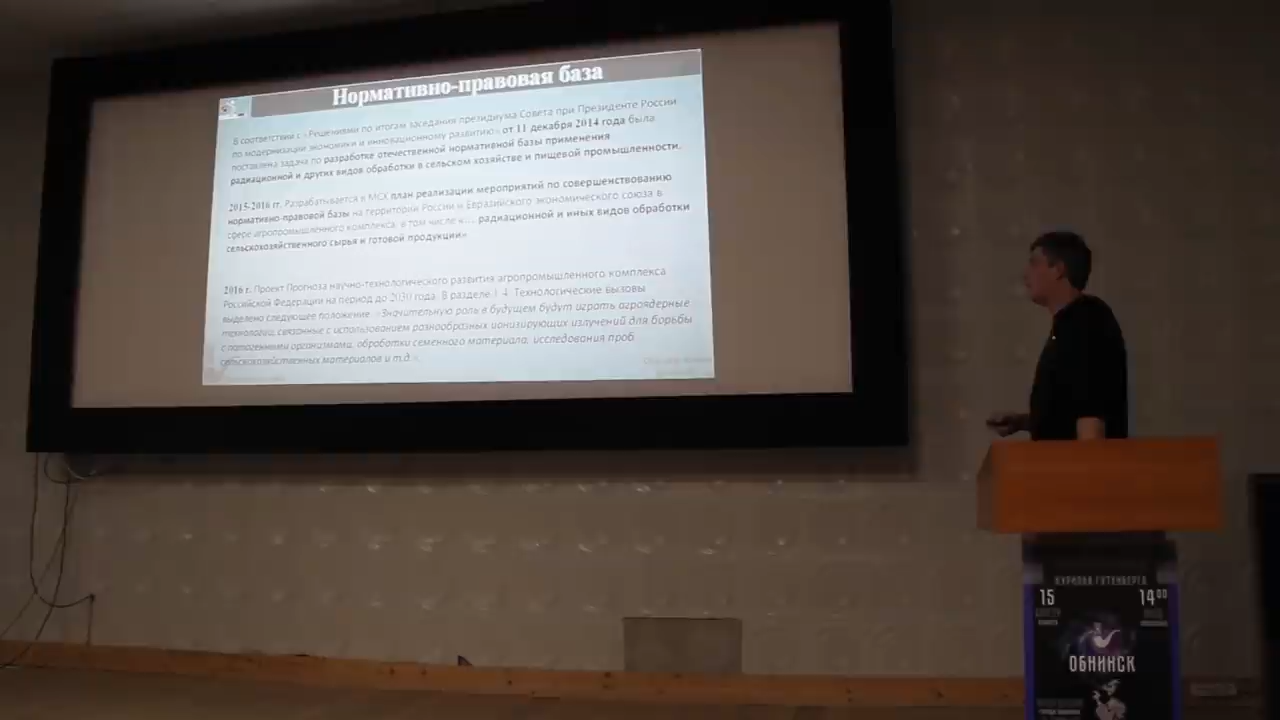 Нормативно-правовая база
В соответствии с «Решениями по итогам заседания президиума Совета при Президенте России
по модернизации экономики и инновационному развитию» от 11 декабря 2014 года была
поставлена задача по разработке отечественной нормативной базы применения
радиационной и других видов обработки в сельском хозяйстве и пищевой промышленности.
2015-2016 гг. Разрабатывается в МСХ план реализации мероприятий по совершенствованию
нормативно-правовой базы на территории России и Евразийского экономического союза в
сфере агропромышленного комплекса, в том числе «… радиационной и иных видов обработки
сельскохозяйственного сырья и готовой продукции»
2016 г. Проект Прогноза научно-технологического развития агропромышленного комплекса
Российской Федерации на период до 2030 года. В разделе 1.4. Технологические вызовы
выделено следующее положение: «Значительную роль в будущем будут играть агроядерные
технологии, связанные с использованием разнообразных ионизирующих излучений для борьбы
с патогенными организмами, обработки семенного материала, исследования проб
сельскохозяйственных материалов и т.д.».
КУРИЛКА ГУТЕНБЕРГА
15
14⁰⁰
ОБНИНСК